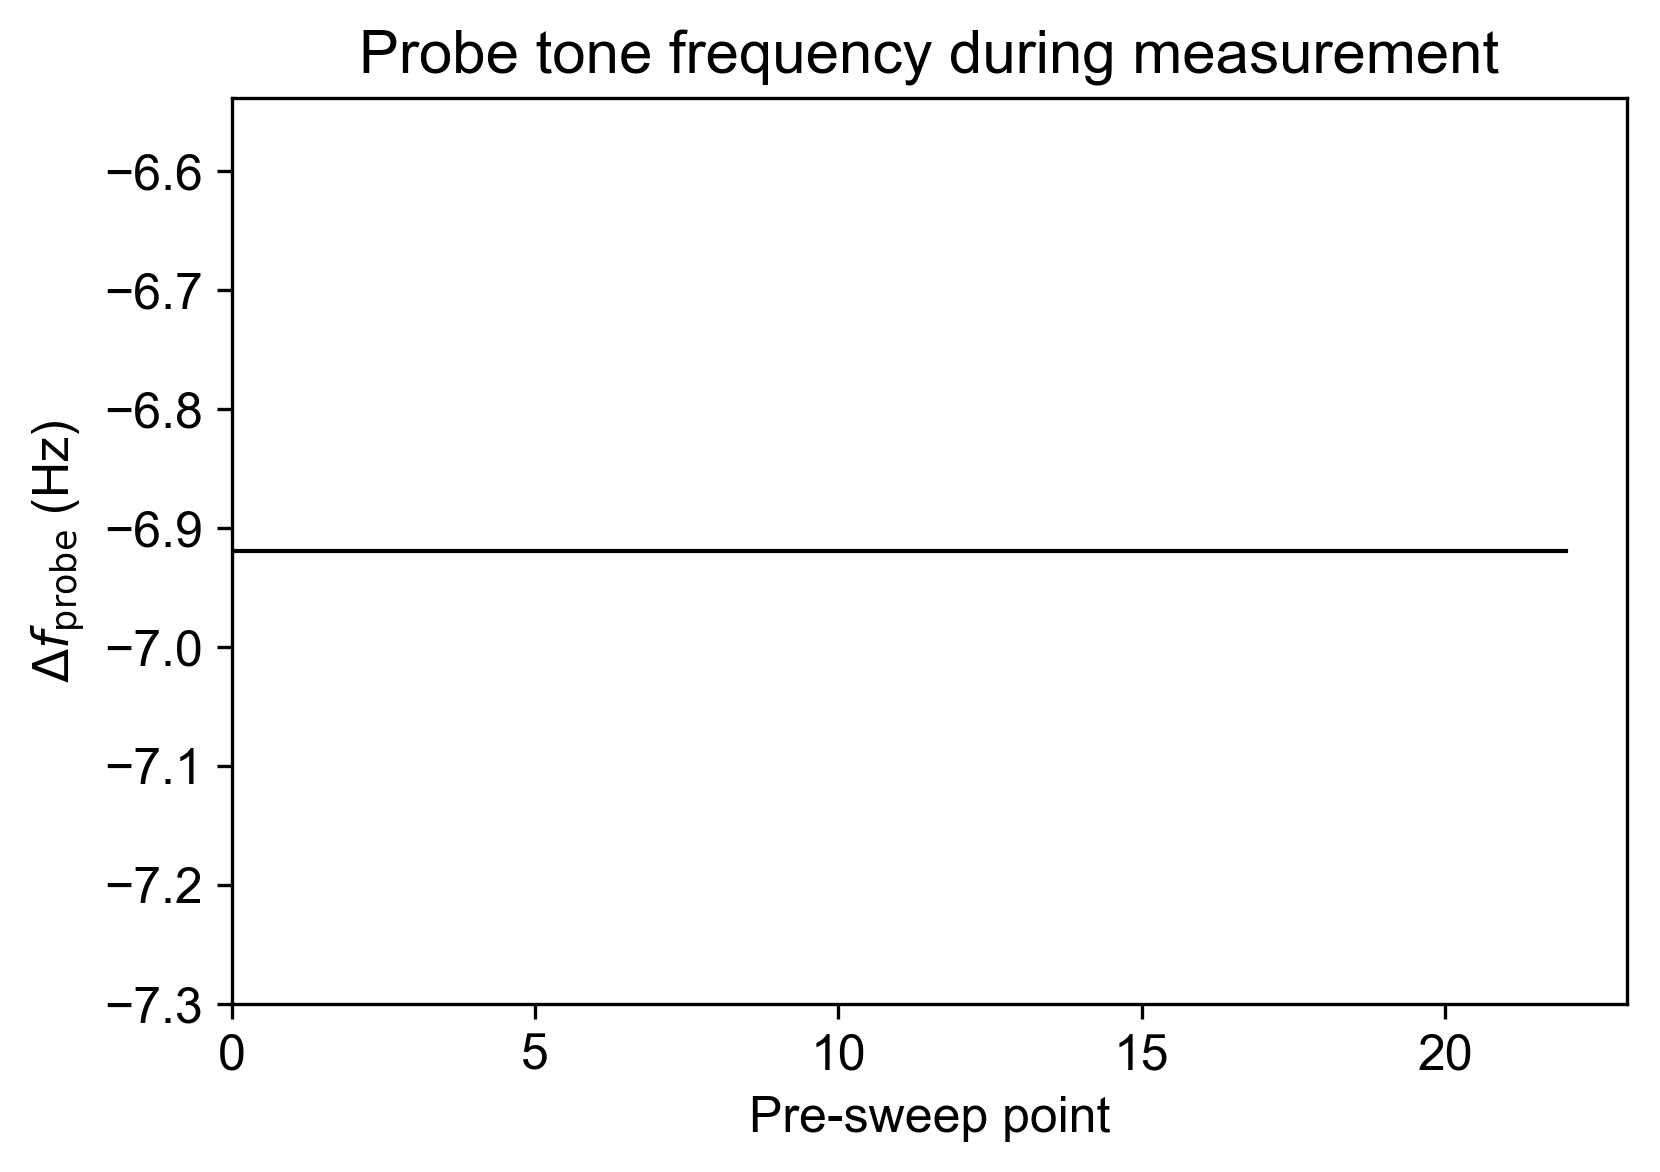 Probe tone frequency during measurement
−6.6
−6.7
−6.8
−6.9
−7.0
−7.1
−7.2
−7.3
Δfprobe (Hz)
0 5 10 15 20
Pre-sweep point